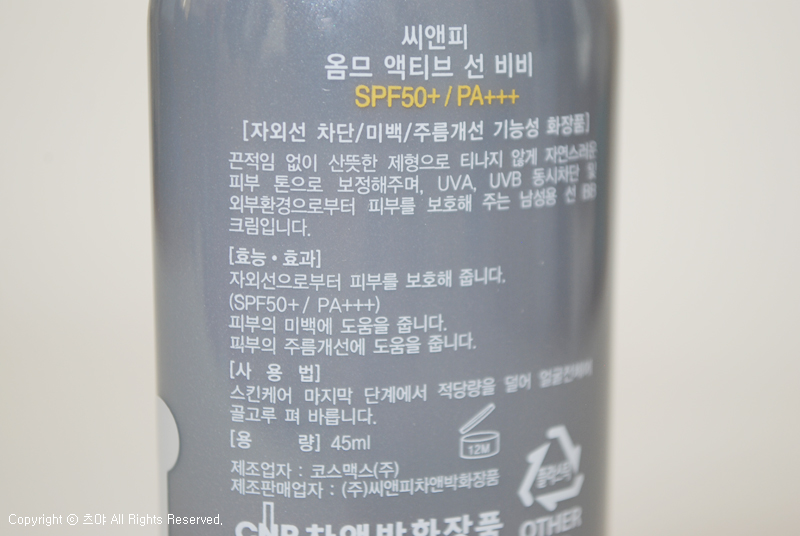 씨앤피
옴므 액티브 선 비비
SPF50+ / PA+++
[자외선 차단/미백/주름개선 기능성 화장품]
끈적임 없이 산뜻한 제형으로 티나지 않게 자연스러운
피부 톤으로 보정해주며, UVA, UVB 동시차단 및
외부환경으로부터 피부를 보호해 주는 남성용 선 BB
크림입니다.
[효능 • 효과]
자외선으로부터 피부를 보호해 줍니다.
(SPF50+ / PA+++)
피부의 미백에 도움을 줍니다.
피부의 주름개선에 도움을 줍니다.
[사 용 법]
스킨케어 마지막 단계에서 적당량을 덜어 얼굴전체에
골고루 펴 바릅니다.
[용 량] 45ml
12M
제조업자 : 코스맥스(주)
제조판매업자 : (주)씨앤피차앤박화장품
플라스틱
CNP 차앤박화장품
OTHER
Copyright ⓒ 츠야 All Rights Reserved.